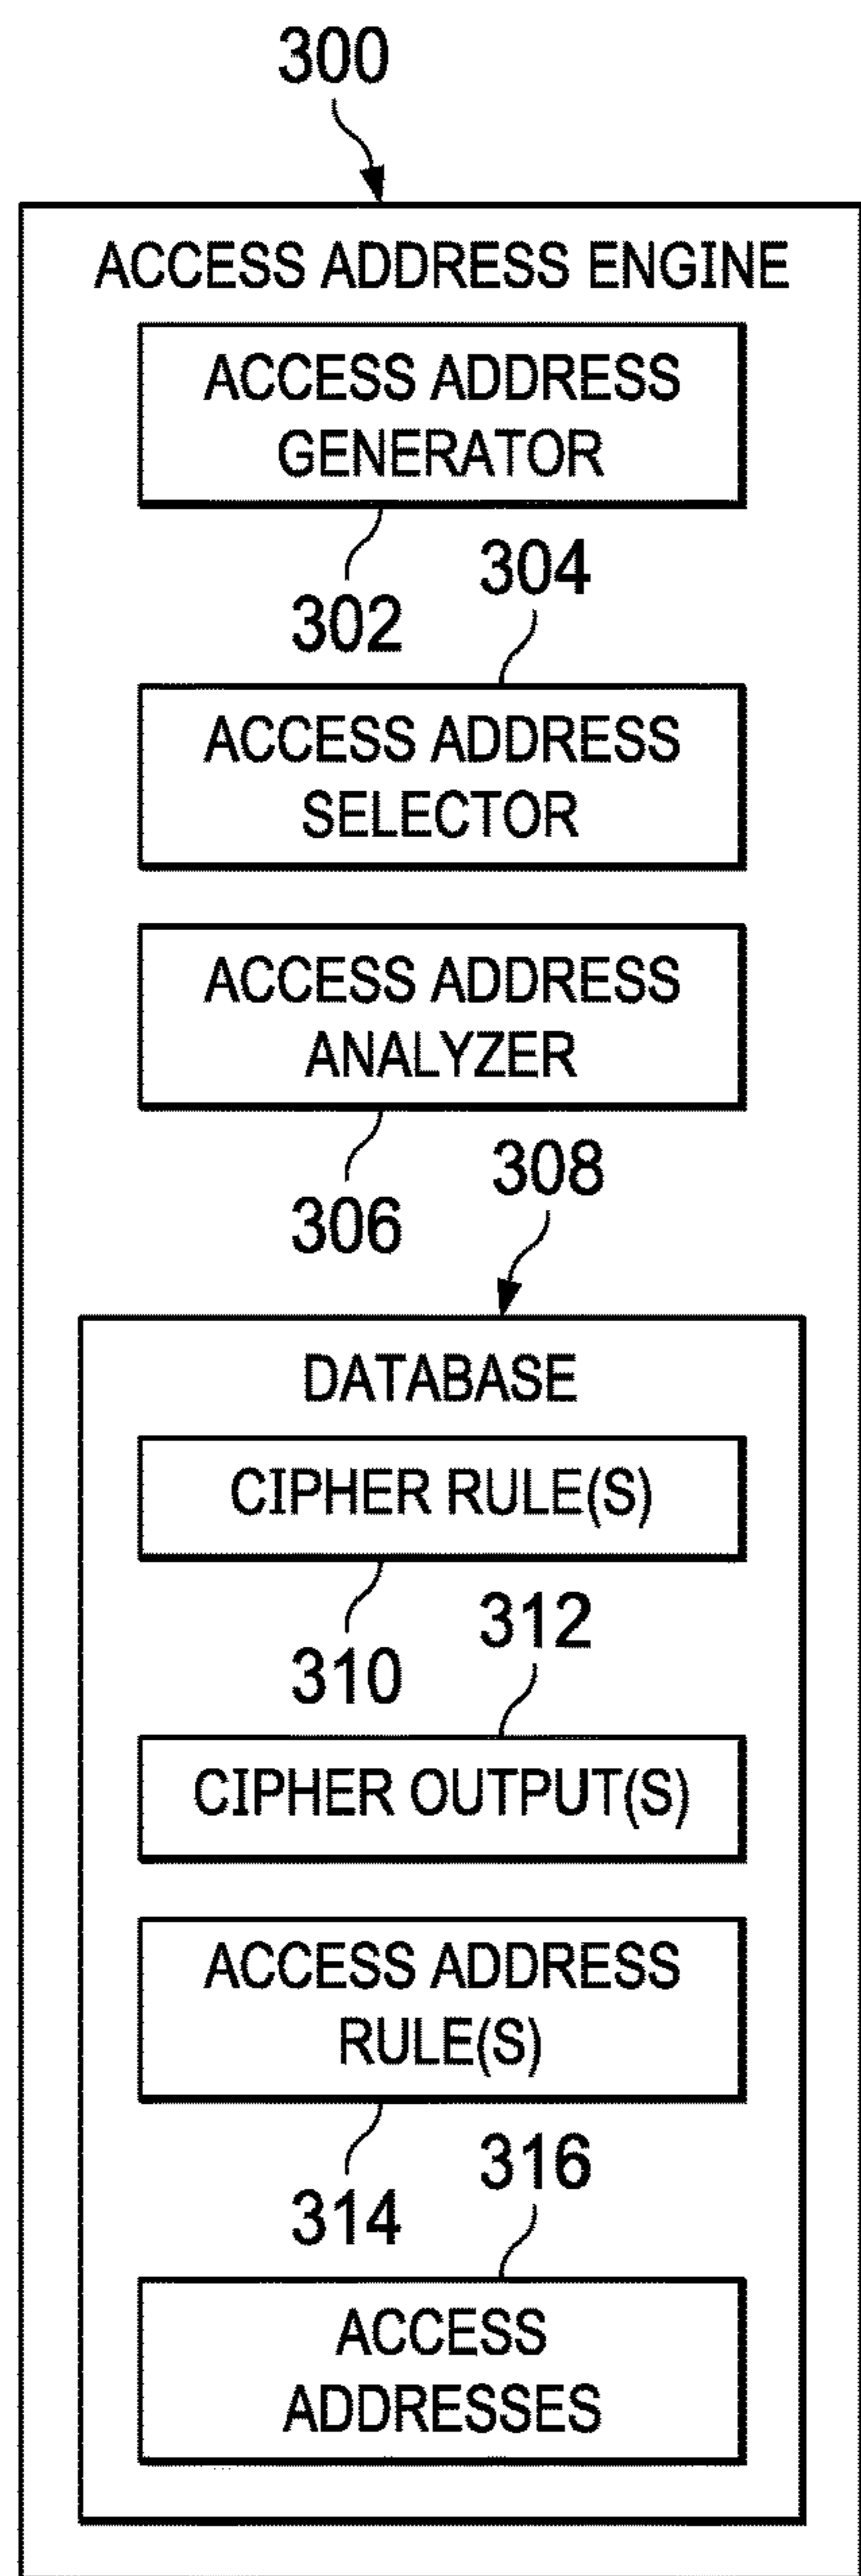 300
ACCESS ADDRESS ENGINE
ACCESS ADDRESS
GENERATOR
302
304
ACCESS ADDRESS
SELECTOR
ACCESS ADDRESS
ANALYZER
306
308
DATABASE
CIPHER RULE(S)
310
312
CIPHER OUTPUT(S)
ACCESS ADDRESS
RULE(S)
314
316
ACCESS
ADDRESSES